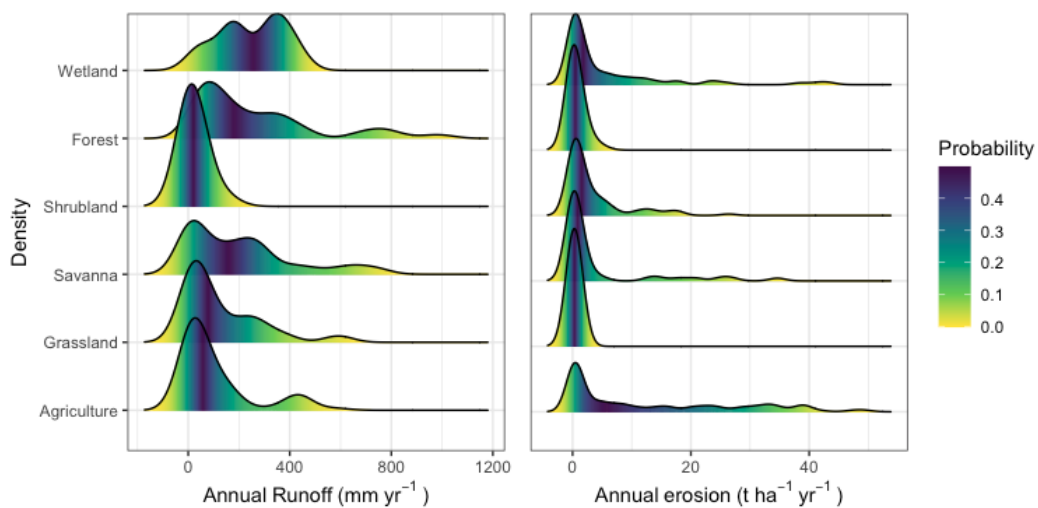 Density
Wetland
Forest
Shrubland
Savanna
Grassland
Agriculture
0 400 800 1200
Annual Runoff (mm yr⁻¹ )
0 20 40
Annual erosion (t ha⁻¹ yr⁻¹ )
Probability
0.4
0.3
0.2
0.1
0.0